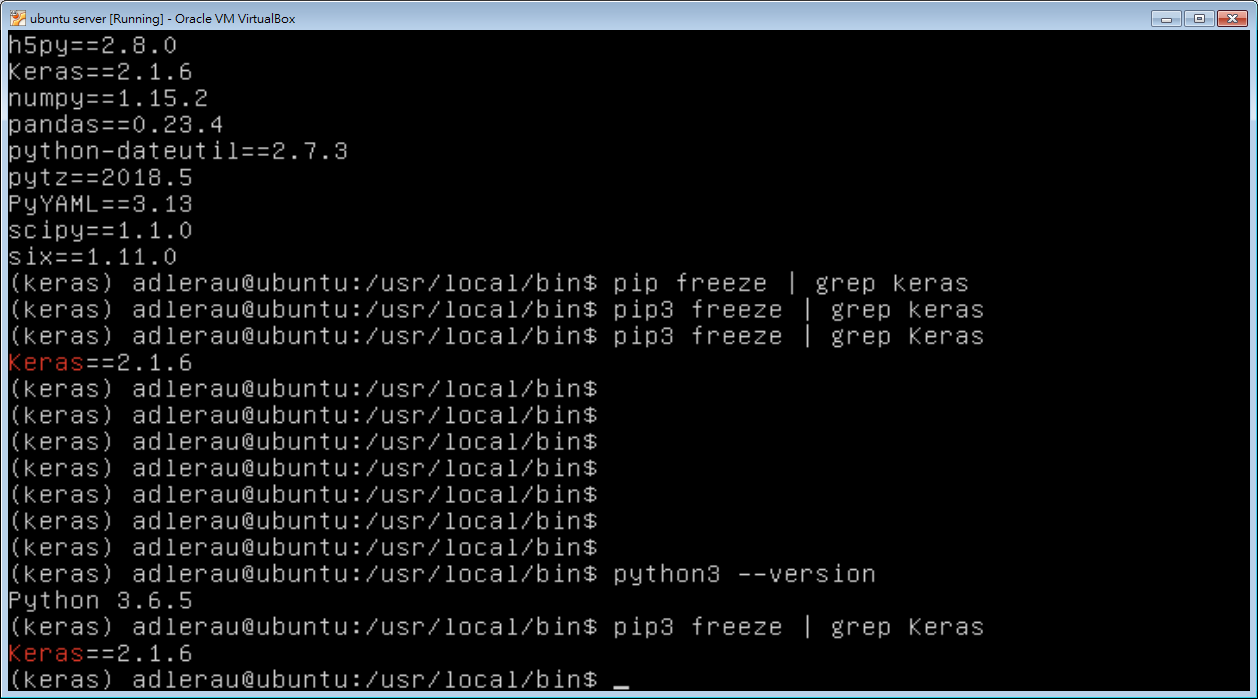 ubuntu server [Running] - Oracle VM VirtualBox
h5py==2.8.0
Keras==2.1.6
numpy==1.15.2
pandas==0.23.4
python-dateutil==2.7.3
pytz==2018.5
PyYAML==3.13
scipy==1.1.0
six==1.11.0
(keras) adlerau@ubuntu:/usr/local/bin$ pip freeze | grep keras
(keras) adlerau@ubuntu:/usr/local/bin$ pip3 freeze | grep keras
(keras) adlerau@ubuntu:/usr/local/bin$ pip3 freeze | grep Keras
Keras==2.1.6
(keras) adlerau@ubuntu:/usr/local/bin$
(keras) adlerau@ubuntu:/usr/local/bin$
(keras) adlerau@ubuntu:/usr/local/bin$
(keras) adlerau@ubuntu:/usr/local/bin$
(keras) adlerau@ubuntu:/usr/local/bin$
(keras) adlerau@ubuntu:/usr/local/bin$
(keras) adlerau@ubuntu:/usr/local/bin$
(keras) adlerau@ubuntu:/usr/local/bin$ python3 --version
Python 3.6.5
(keras) adlerau@ubuntu:/usr/local/bin$ pip3 freeze | grep Keras
Keras==2.1.6
(keras) adlerau@ubuntu:/usr/local/bin$ _